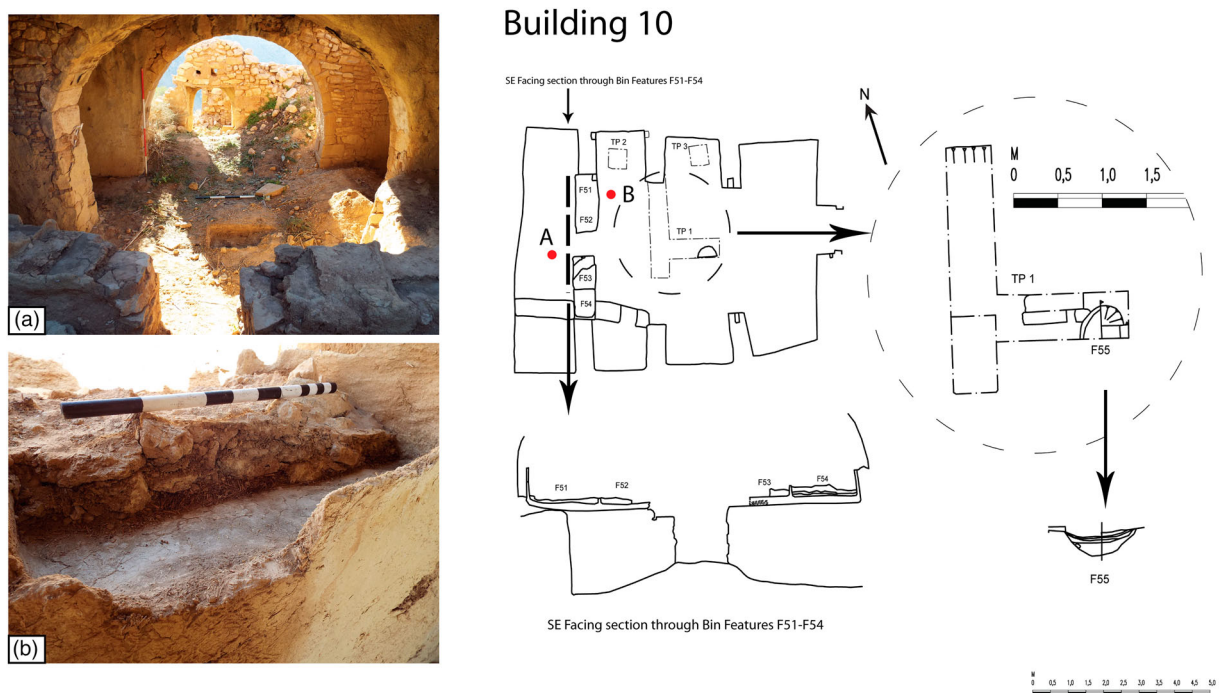 Building 10
SE Facing section through Bin Features F51-F54
N
TP 2
TP 3
F51
B
F52
A
TP 1
F53
F54
M
0 0,5 1,0 1,5
TP 1
F55
F51
F52
F53
F54
F55
SE Facing section through Bin Features F51-F54
M
0 0,5 1,0 1,5 2,0 2,5 3,0 3,5 4,0 4,5 5,0
(a)
(b)